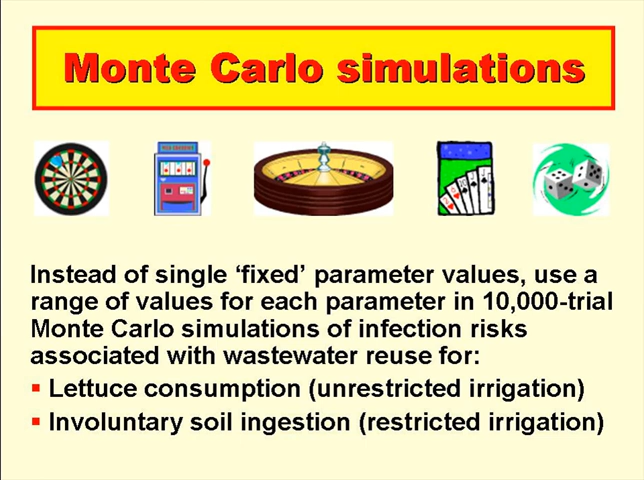 Monte Carlo simulations
Instead of single ‘fixed’ parameter values, use a
range of values for each parameter in 10,000-trial
Monte Carlo simulations of infection risks
associated with wastewater reuse for:
▪ Lettuce consumption (unrestricted irrigation)
▪ Involuntary soil ingestion (restricted irrigation)